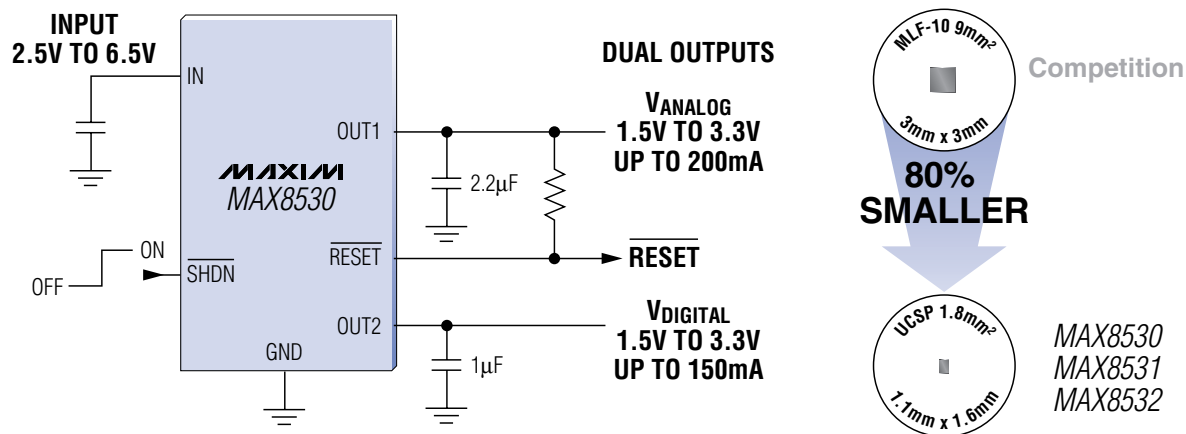 INPUT
2.5V TO 6.5V
IN
OUT1
MAXIM
MAX8530
RESET
SHDN
OUT2
GND
ON
OFF
2.2µF
1µF
DUAL OUTPUTS
VANALOG
1.5V TO 3.3V
UP TO 200mA
RESET
VDIGITAL
1.5V TO 3.3V
UP TO 150mA
MLF-10 9mm²
3mm x 3mm
Competition
80%
SMALLER
UCSP 1.8mm²
1.1mm x 1.6mm
MAX8530
MAX8531
MAX8532